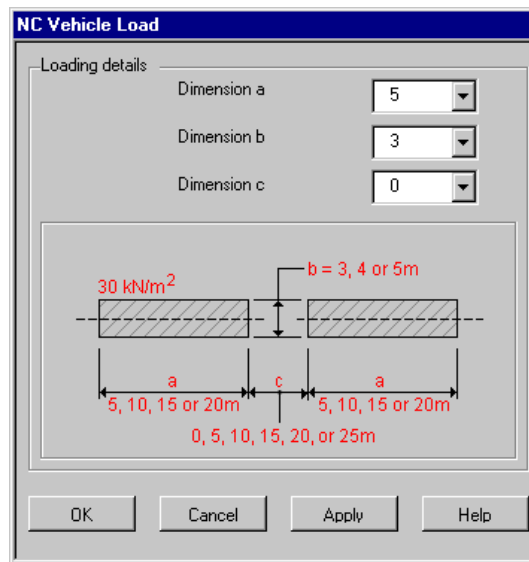 NC Vehicle Load
Loading details
Dimension a 5
Dimension b 3
Dimension c 0
b = 3, 4 or 5m
30 kN/m²
a c a
5, 10, 15 or 20m 5, 10, 15 or 20m
0, 5, 10, 15, 20, or 25m
OK Cancel Apply Help